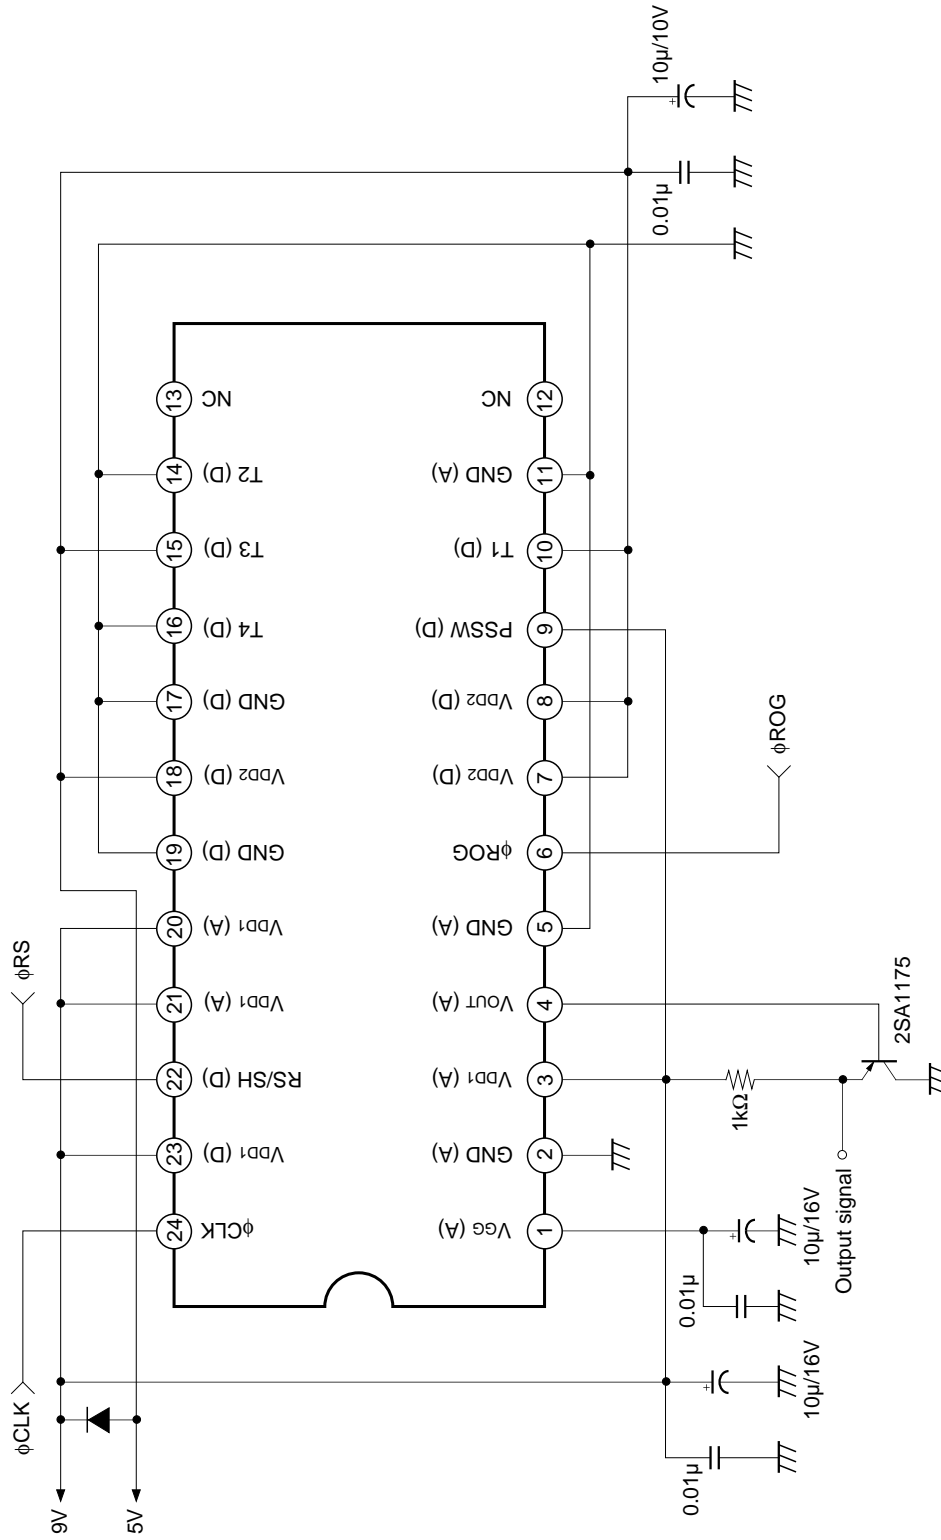 10µ/10V
0.01µ
13 NC
14 T2 (D)
15 T3 (D)
16 T4 (D)
17 GND (D)
18 VDD2 (D)
19 GND (D)
20 VDD1 (A)
21 VDD1 (A)
22 RS/SH (D)
23 VDD1 (D)
24 ϕCLK
NC 12
GND (A) 11
T1 (D) 10
PSSW (D) 9
VDD2 (D) 8
VDD2 (D) 7
ϕROG 6
GND (A) 5
VOUT (A) 4
VDD1 (A) 3
GND (A) 2
VGG (A) 1
ϕROG
ϕRS
2SA1175
1kΩ
Output signal
10µ/16V
0.01µ
10µ/16V
0.01µ
ϕCLK
9V
5V